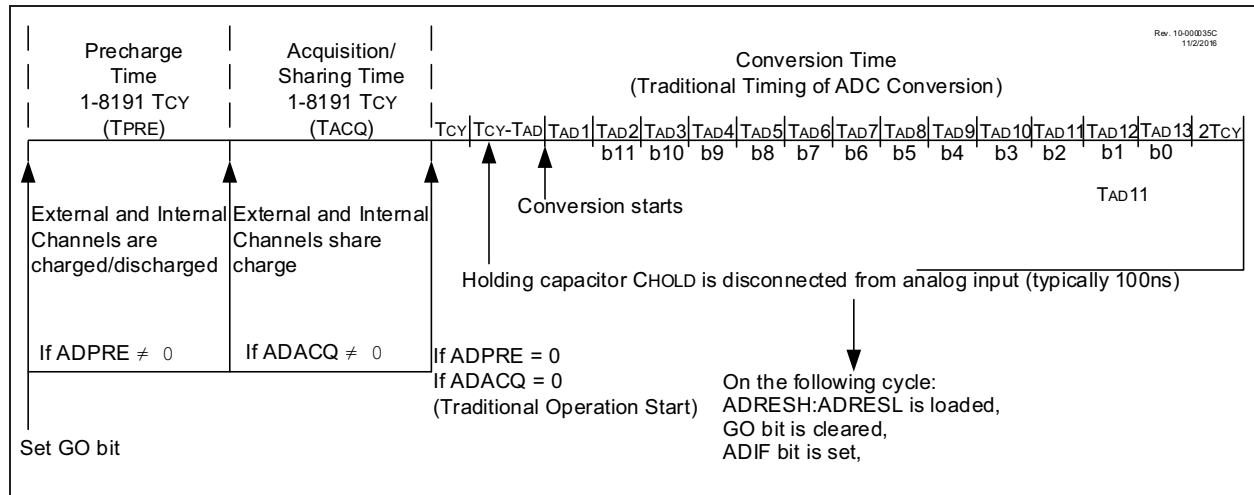 Rev. 10-000035C
11/2/2016
Precharge
Time
1-8191 TCY
(TPRE)
Acquisition/
Sharing Time
1-8191 TCY
(TACQ)
Conversion Time
(Traditional Timing of ADC Conversion)
TCY TCY-TAD TAD1 TAD2 TAD3 TAD4 TAD5 TAD6 TAD7 TAD8 TAD9 TAD10 TAD11 TAD12 TAD13 2TCY
b11 b10 b9 b8 b7 b6 b5 b4 b3 b2 b1 b0
TAD11
External and Internal
Channels are
charged/discharged
External and Internal
Channels share
charge
Conversion starts
Holding capacitor CHOLD is disconnected from analog input (typically 100ns)
If ADPRE ≠ 0
If ADACQ ≠ 0
If ADPRE = 0
If ADACQ = 0
(Traditional Operation Start)
On the following cycle:
ADRESH:ADRESL is loaded,
GO bit is cleared,
ADIF bit is set,
Set GO bit